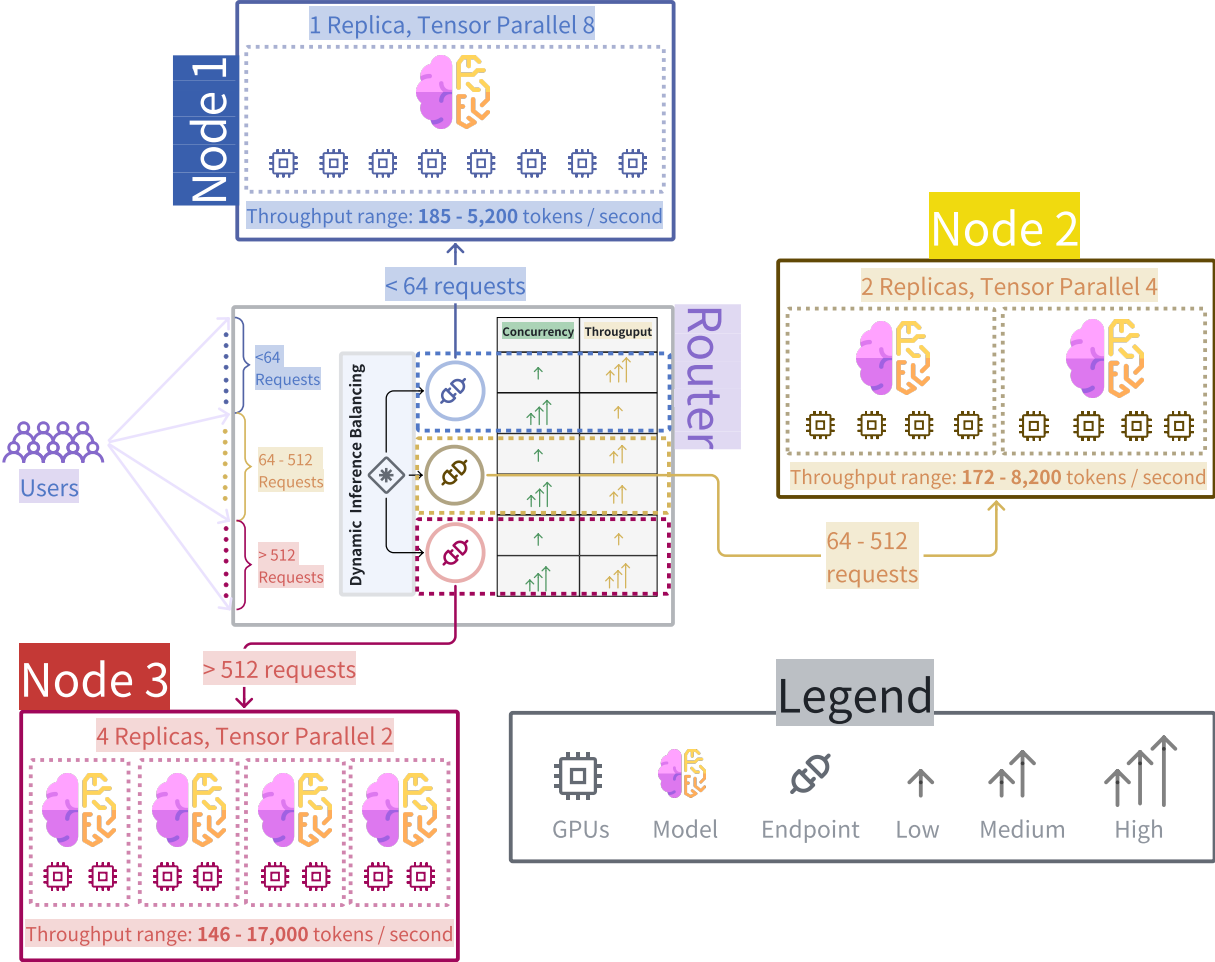 1 Replica, Tensor Parallel 8
Node 1
Throughput range: 185 - 5,200 tokens / second
< 64 requests
Node 2
2 Replicas, Tensor Parallel 4
Throughput range: 172 - 8,200 tokens / second
Router
Concurrency
Througuput
<64
Requests
64 - 512
Requests
> 512
Requests
Dynamic Inference Balancing
Users
64 - 512
requests
> 512 requests
Node 3
4 Replicas, Tensor Parallel 2
Throughput range: 146 - 17,000 tokens / second
Legend
GPUs
Model
Endpoint
Low
Medium
High